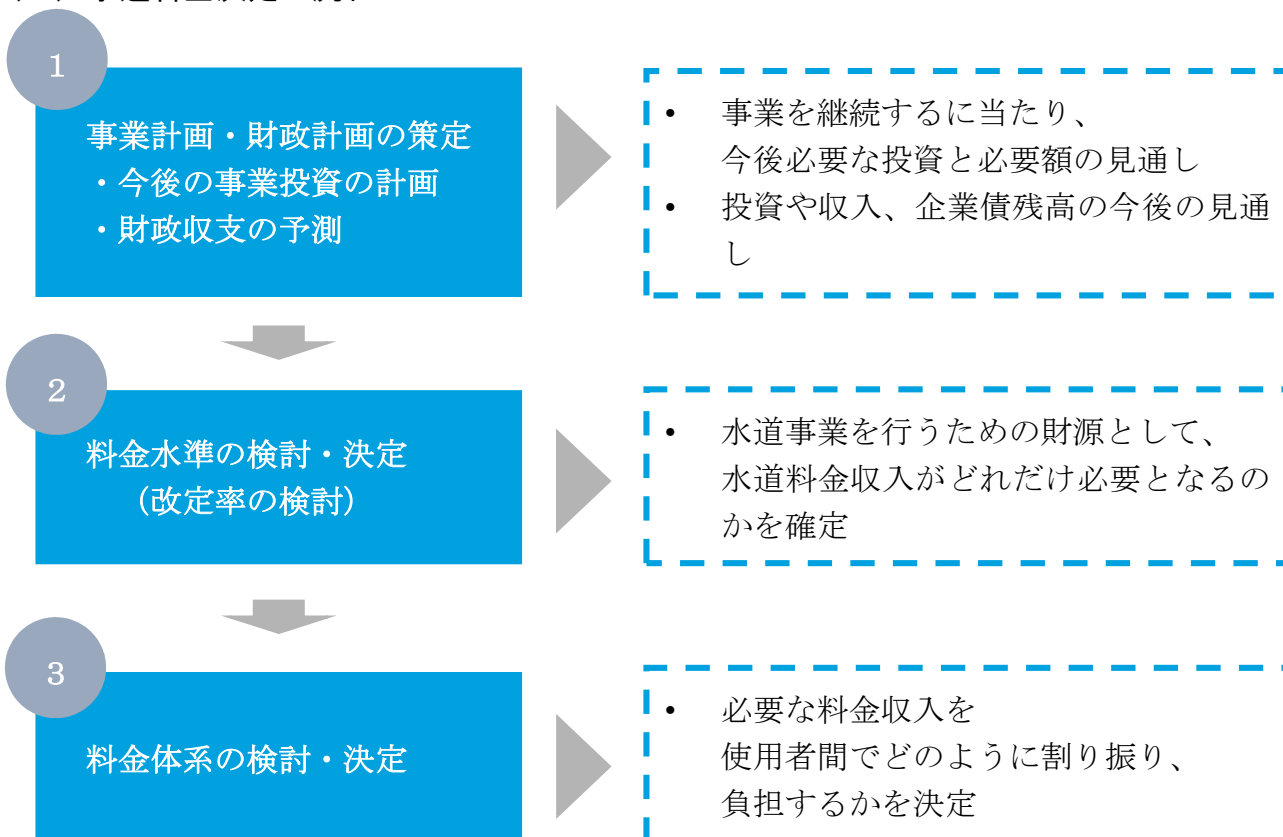 1
事業計画・財政計画の策定
・今後の事業投資の計画
・財政収支の予測
• 事業を継続するに当たり、
今後必要な投資と必要額の見通し
• 投資や収入、企業債残高の今後の見通
し
2
料金水準の検討・決定
（改定率の検討）
• 水道事業を行うための財源として、
水道料金収入がどれだけ必要となるの
かを確定
3
料金体系の検討・決定
• 必要な料金収入を
使用者間でどのように割り振り、
負担するかを決定